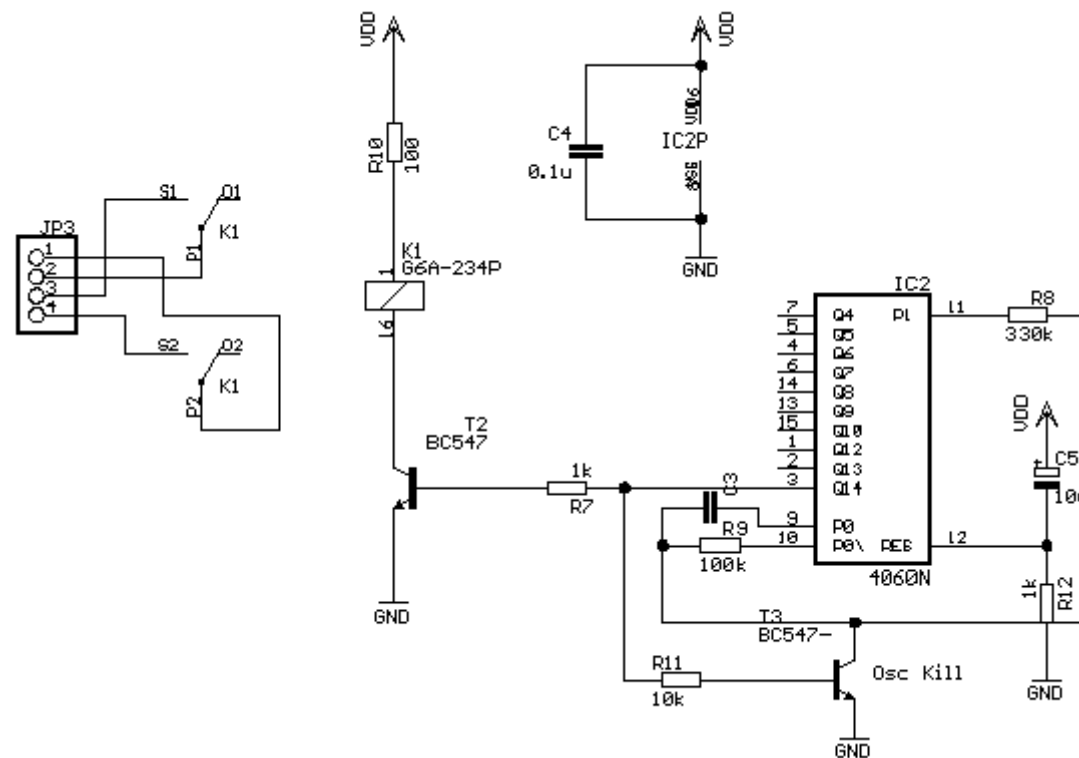 VDD
VDD
R10
100
C4
0.1u
VDD6
IC2P
GND
S1
O1
K1
P1
JP3
1
2
3
4
S2
O2
K1
P2
K1
1
G6A-234P
16
T2
BC547
GND
1k
R7
IC2
7 Q4
5 Q5
4 Q6
6 Q7
14 Q8
13 Q9
15 Q10
1 Q12
2 Q13
3 Q14
9 P0
10 P0\
PI 11
RES 12
4060N
R8
330k
VDD
+
C5
1k
R12
GND
C3
R9
100k
T3
BC547-
R11
10k
Osc Kill
GND